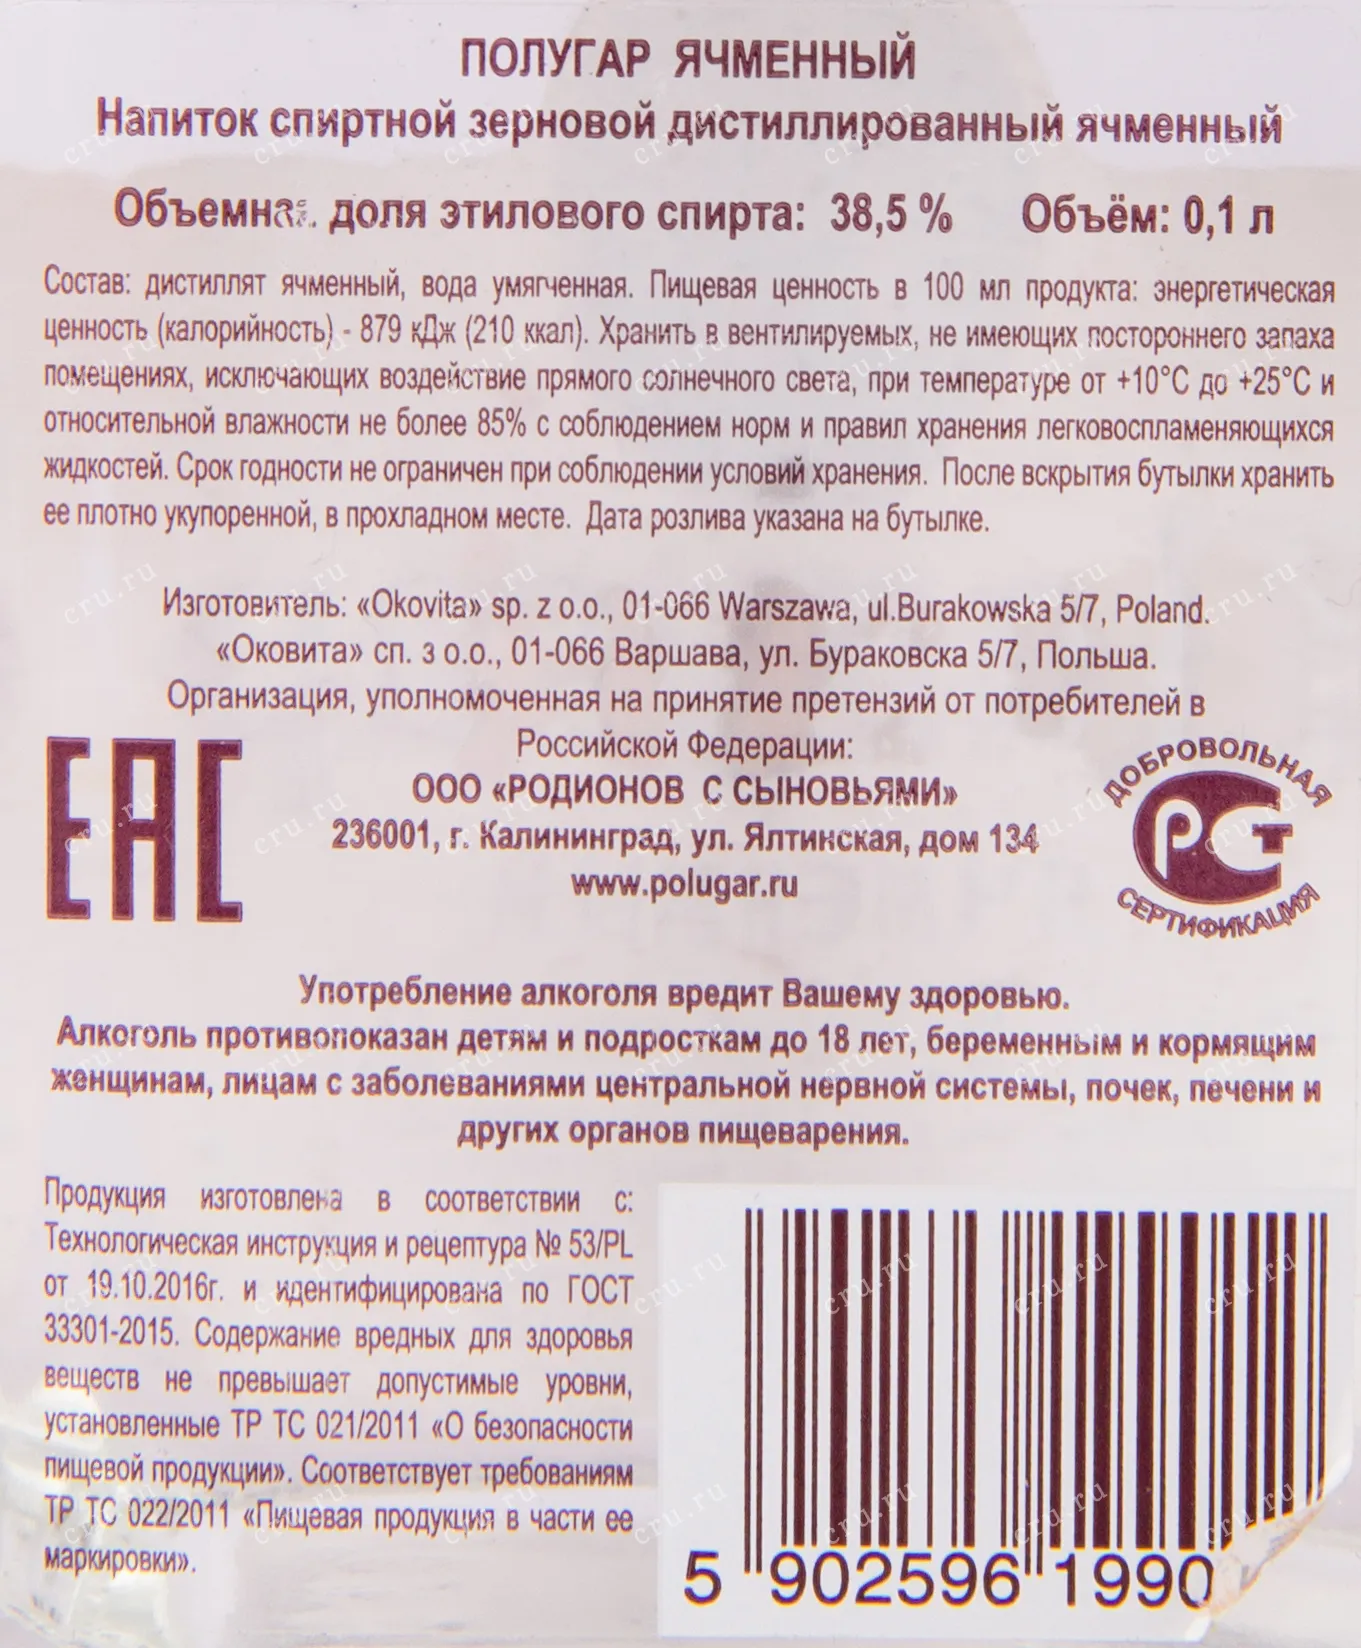 ПОЛУГАР ЯЧМЕННЫЙ
Напиток спиртной зерновой дистиллированный ячменный
Объемная доля этилового спирта: 38,5 % Объём: 0,1 л
Состав: дистиллят ячменный, вода умягченная. Пищевая ценность в 100 мл продукта: энергетическая
ценность (калорийность) - 879 кДж (210 ккал). Хранить в вентилируемых, не имеющих постороннего запаха
помещениях, исключающих воздействие прямого солнечного света, при температуре от +10°С до +25°С и
относительной влажности не более 85% с соблюдением норм и правил хранения легковоспламеняющихся
жидкостей. Срок годности не ограничен при соблюдении условий хранения. После вскрытия бутылки хранить
ее плотно укупоренной, в прохладном месте. Дата розлива указана на бутылке.
Изготовитель: «Okovita» sp. z o.o., 01-066 Warszawa, ul.Burakowska 5/7, Poland.
«Оковита» сп. з о.о., 01-066 Варшава, ул. Бураковска 5/7, Польша.
Организация, уполномоченная на принятие претензий от потребителей в
Российской Федерации:
ООО «РОДИОНОВ С СЫНОВЬЯМИ»
236001, г. Калининград, ул. Ялтинская, дом 134
www.polugar.ru
ЕАС
ДОБРОВОЛЬНАЯ
РСТ
СЕРТИФИКАЦИЯ
Употребление алкоголя вредит Вашему здоровью.
Алкоголь противопоказан детям и подросткам до 18 лет, беременным и кормящим
женщинам, лицам с заболеваниями центральной нервной системы, почек, печени и
других органов пищеварения.
Продукция изготовлена в соответствии с:
Технологическая инструкция и рецептура № 53/PL
от 19.10.2016г. и идентифицирована по ГОСТ
33301-2015. Содержание вредных для здоровья
веществ не превышает допустимые уровни,
установленные ТР ТС 021/2011 «О безопасности
пищевой продукции». Соответствует требованиям
ТР ТС 022/2011 «Пищевая продукция в части ее
маркировки».
5 902596 1990
cru.ru